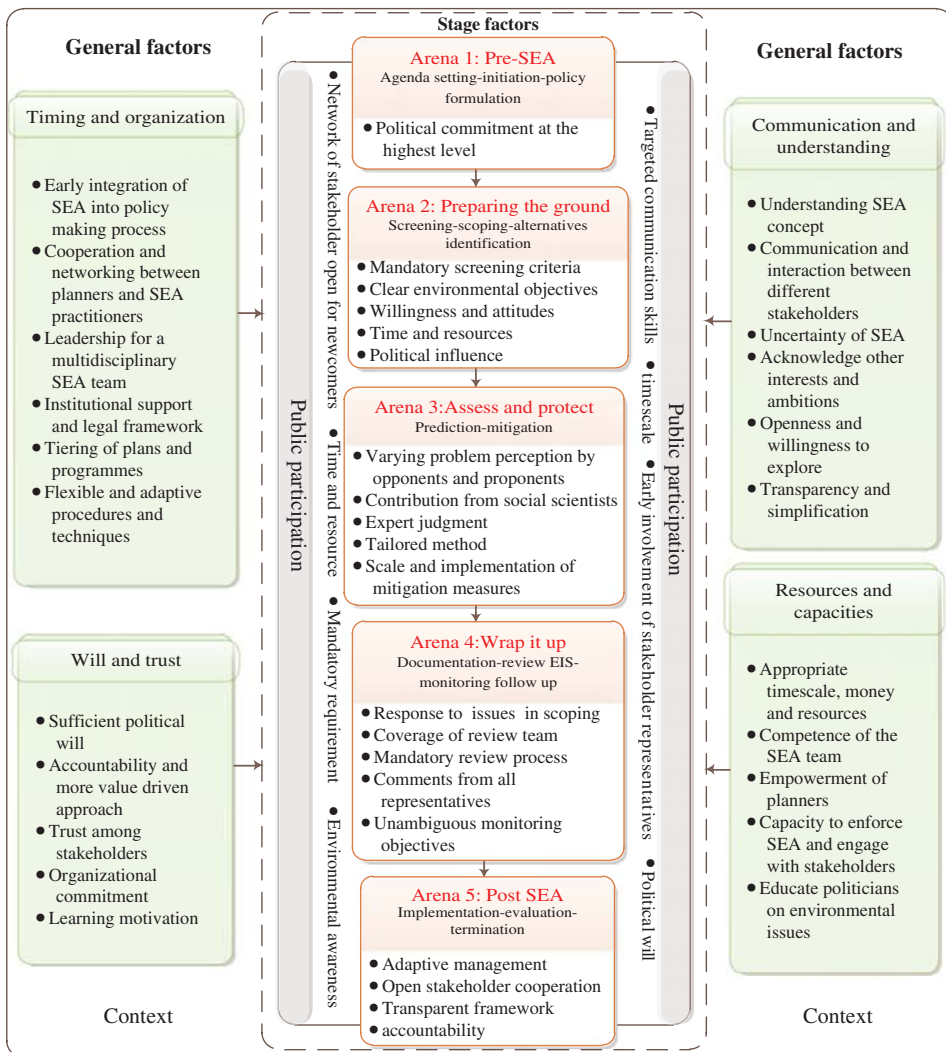 General factors
Timing and organization
● Early integration of
SEA into policy
making process
● Cooperation and
networking between
planners and SEA
practitioners
● Leadership for a
multidisciplinary
SEA team
● Institutional support
and legal framework
● Tiering of plans and
programmes
● Flexible and adaptive
procedures and
techniques
Will and trust
● Sufficient political
will
● Accountability and
more value driven
approach
● Trust among
stakeholders
● Organizational
commitment
● Learning motivation
Context
Stage factors
Public participation
● Network of stakeholder open for newcomers ● Time and resource ● Mandatory requirement ● Environmental awareness
Arena 1: Pre-SEA
Agenda setting-initiation-policy
formulation
● Political commitment at the
highest level
Arena 2: Preparing the ground
Screening-scoping-alternatives
identification
● Mandatory screening criteria
● Clear environmental objectives
● Willingness and attitudes
● Time and resources
● Political influence
Arena 3:Assess and protect
Prediction-mitigation
● Varying problem perception by
opponents and proponents
● Contribution from social scientists
● Expert judgment
● Tailored method
● Scale and implementation of
mitigation measures
Arena 4:Wrap it up
Documentation-review EIS-
monitoring follow up
● Response to issues in scoping
● Coverage of review team
● Mandatory review process
● Comments from all
representatives
● Unambiguous monitoring
objectives
Arena 5: Post SEA
Implementation-evaluation-
termination
● Adaptive management
● Open stakeholder cooperation
● Transparent framework
● accountability
● Targeted communication skills ● timescale ● Early involvement of stakeholder representatives ● Political will
Public participation
General factors
Communication and
understanding
● Understanding SEA
concept
● Communication and
interaction between
different
stakeholders
● Uncertainty of SEA
● Acknowledge other
interests and
ambitions
● Openness and
willingness to
explore
● Transparency and
simplification
Resources and
capacities
● Appropriate
timescale, money
and resources
● Competence of the
SEA team
● Empowerment of
planners
● Capacity to enforce
SEA and engage
with stakeholders
● Educate politicians
on environmental
issues
Context